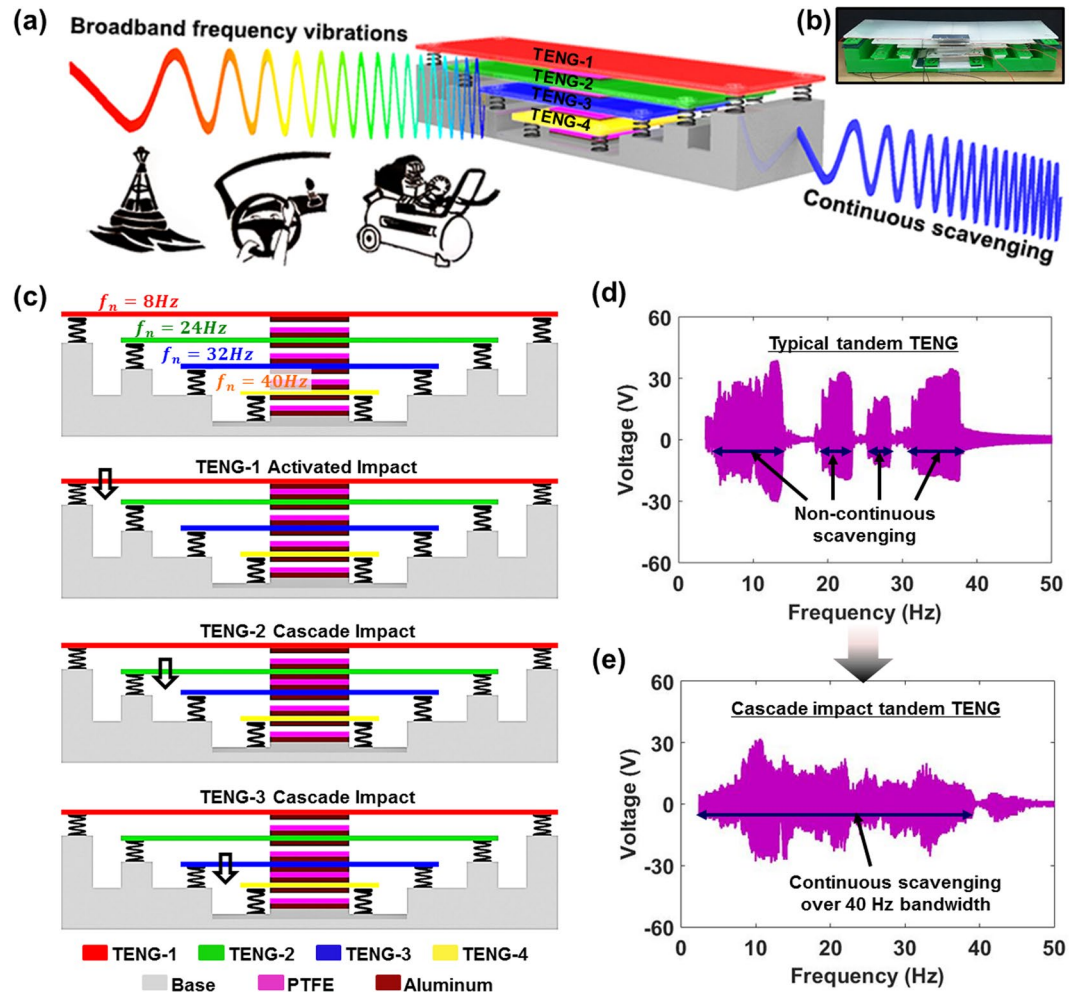 (a)
Broadband frequency vibrations
TENG-1
TENG-2
TENG-3
TENG-4
Continuous scavenging
(b)
(c)
f_n = 8Hz
f_n = 24Hz
f_n = 32Hz
f_n = 40Hz
TENG-1 Activated Impact
TENG-2 Cascade Impact
TENG-3 Cascade Impact
TENG-1 TENG-2 TENG-3 TENG-4
Base PTFE Aluminum
(d)
60
30
0
-30
-60
Voltage (V)
Typical tandem TENG
Non-continuous
scavenging
0 10 20 30 40 50
Frequency (Hz)
(e)
60
30
0
-30
-60
Voltage (V)
Cascade impact tandem TENG
Continuous scavenging
over 40 Hz bandwidth
0 10 20 30 40 50
Frequency (Hz)